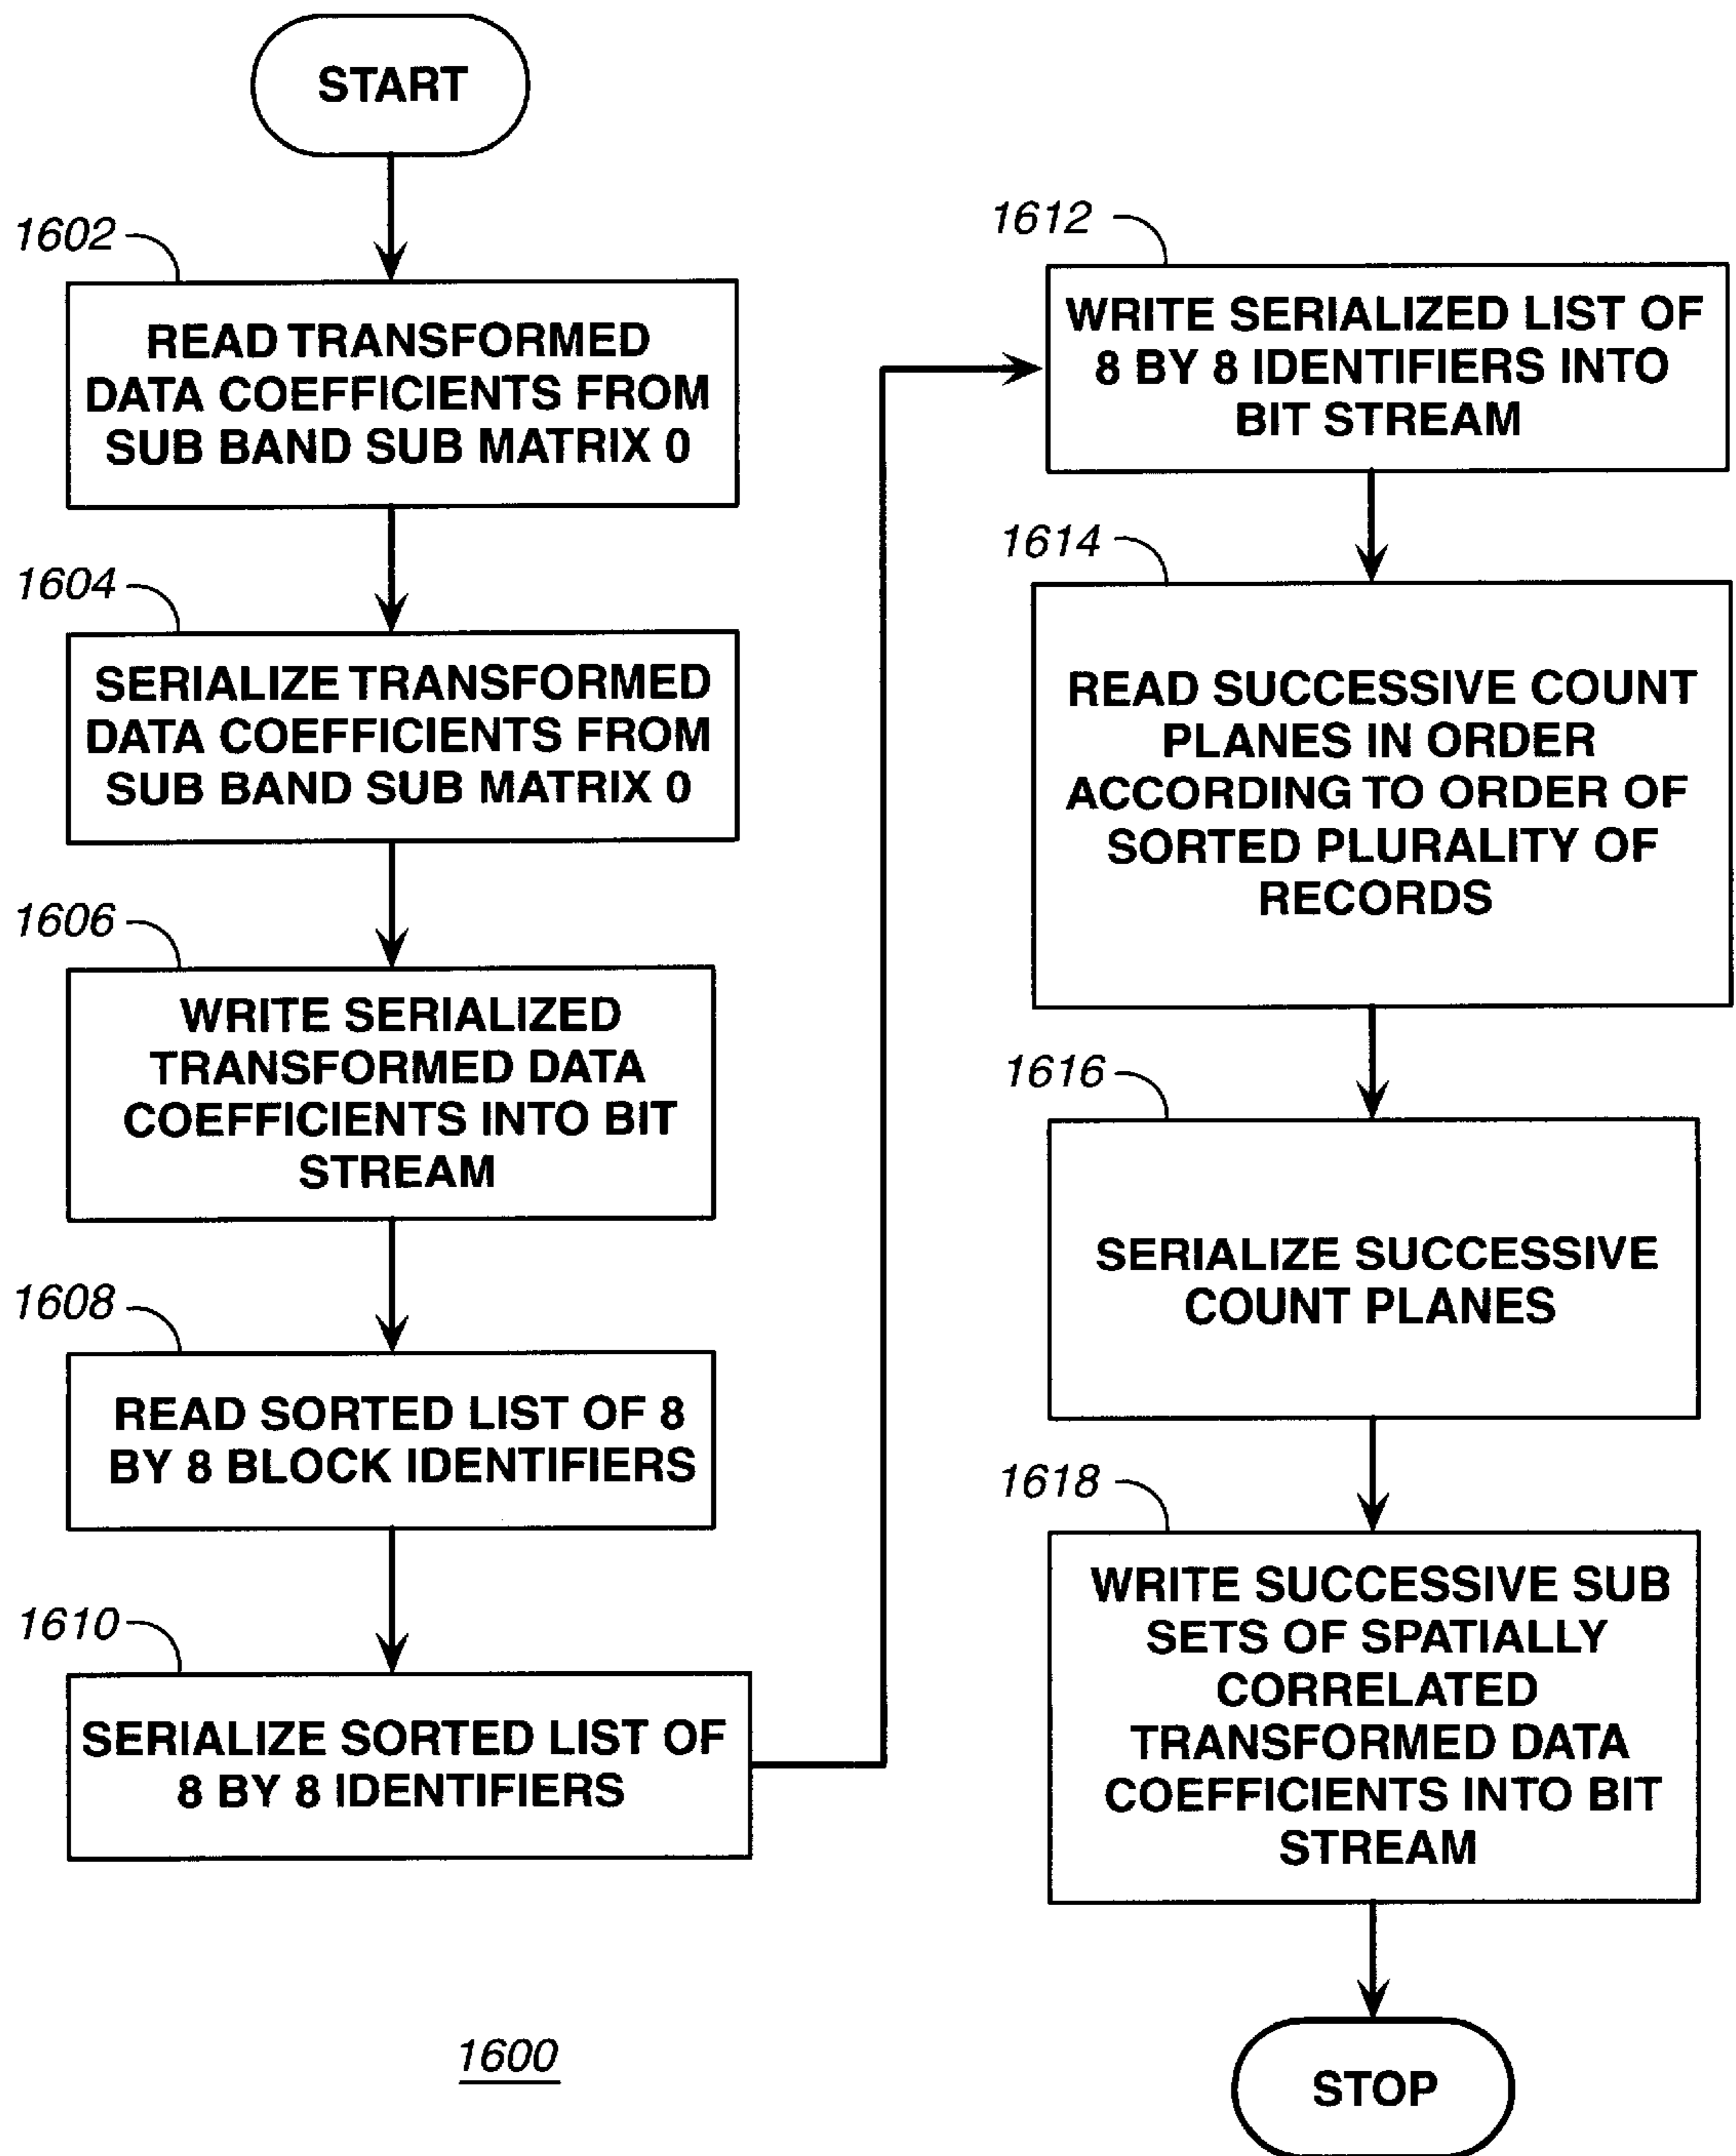 START
1602
READ TRANSFORMED
DATA COEFFICIENTS FROM
SUB BAND SUB MATRIX 0
1604
SERIALIZE TRANSFORMED
DATA COEFFICIENTS FROM
SUB BAND SUB MATRIX 0
1606
WRITE SERIALIZED
TRANSFORMED DATA
COEFFICIENTS INTO BIT
STREAM
1608
READ SORTED LIST OF 8
BY 8 BLOCK IDENTIFIERS
1610
SERIALIZE SORTED LIST OF
8 BY 8 IDENTIFIERS
1612
WRITE SERIALIZED LIST OF
8 BY 8 IDENTIFIERS INTO
BIT STREAM
1614
READ SUCCESSIVE COUNT
PLANES IN ORDER
ACCORDING TO ORDER OF
SORTED PLURALITY OF
RECORDS
1616
SERIALIZE SUCCESSIVE
COUNT PLANES
1618
WRITE SUCCESSIVE SUB
SETS OF SPATIALLY
CORRELATED
TRANSFORMED DATA
COEFFICIENTS INTO BIT
STREAM
STOP
1600